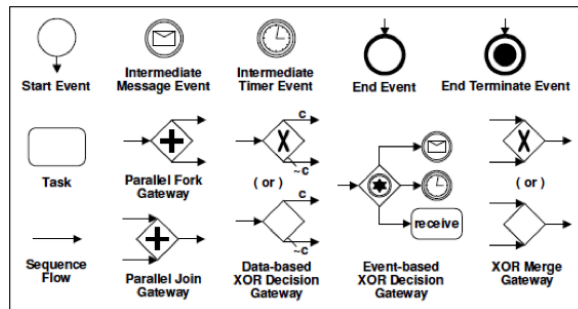 Start Event
Intermediate
Message Event
Intermediate
Timer Event
End Event
End Terminate Event
Task
Parallel Fork
Gateway
C
X
~C
( or )
C
~C
receive
X
( or )
Sequence
Flow
Parallel Join
Gateway
Data-based
XOR Decision
Gateway
Event-based
XOR Decision
Gateway
XOR Merge
Gateway